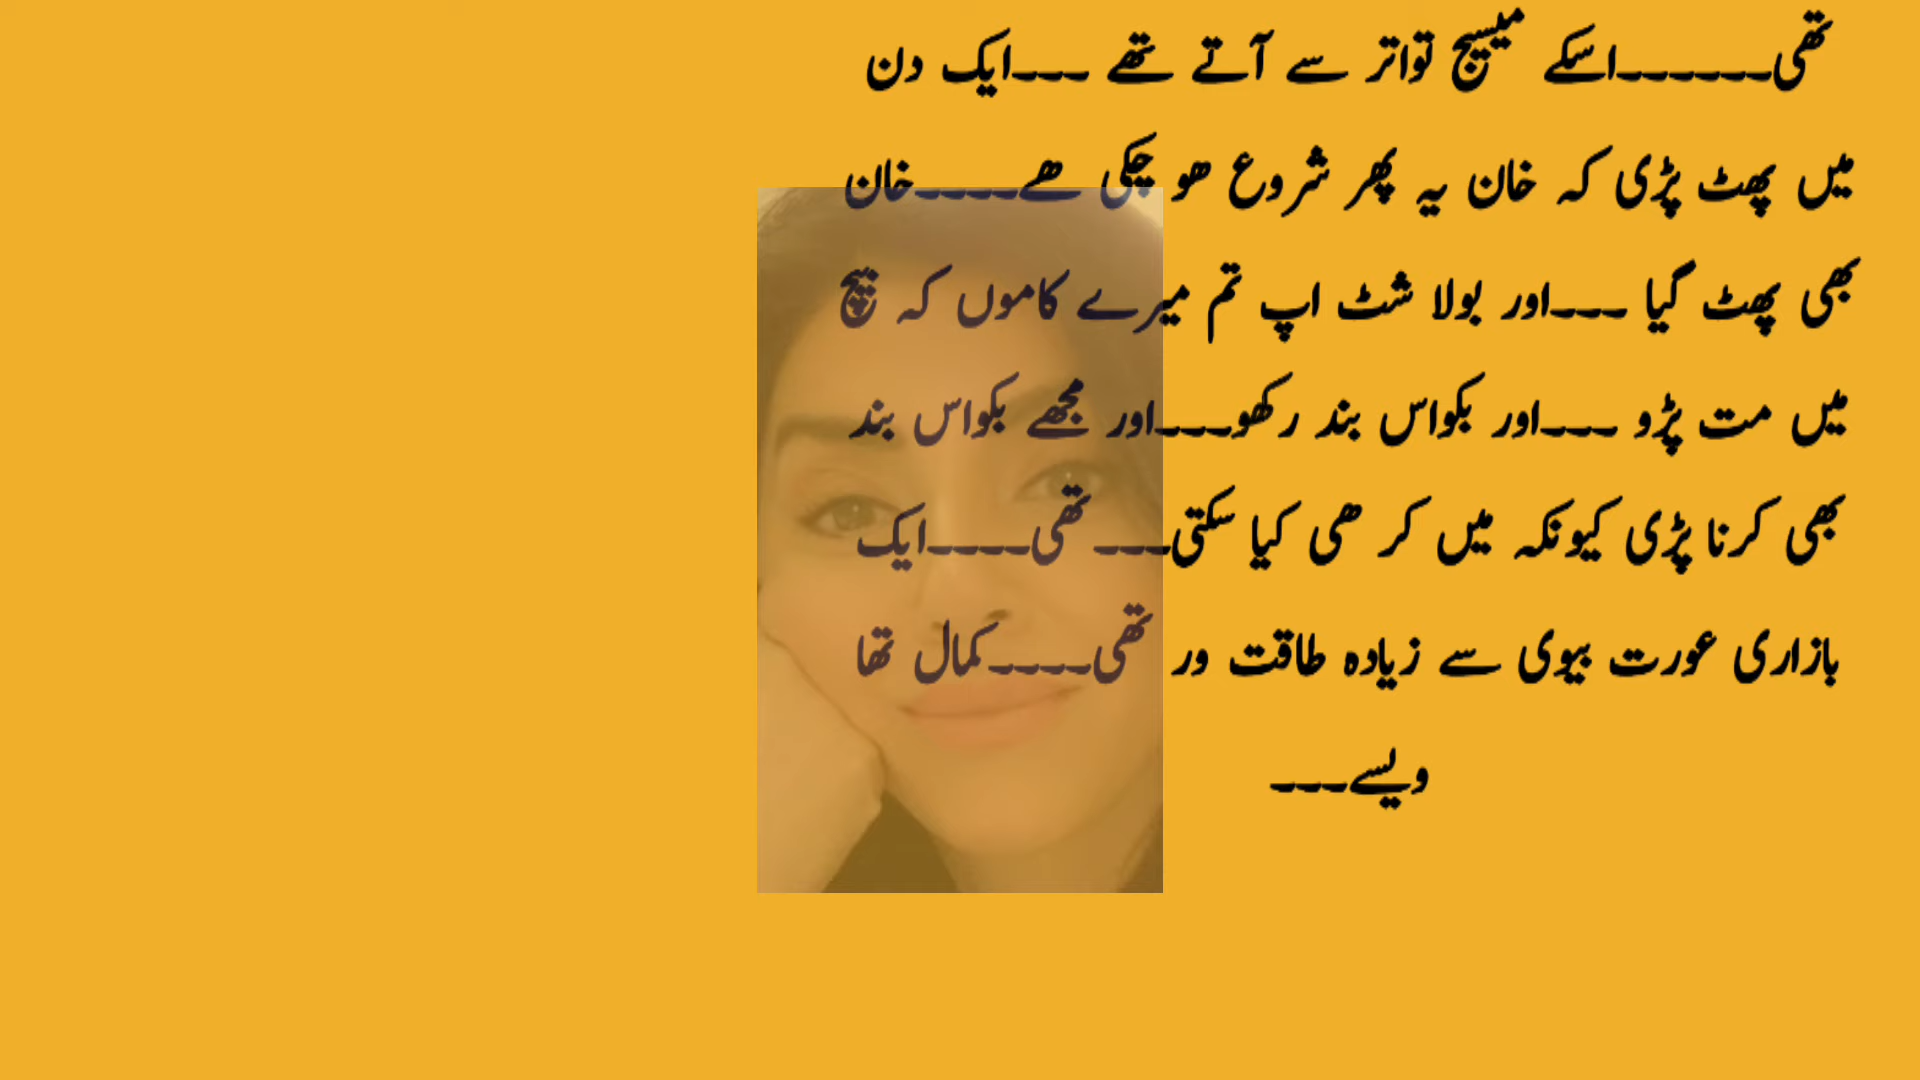 تھی۔۔۔۔۔۔اسکے میسیج تواتر سے آتے تھے ۔۔۔ایک دن
میں پھٹ پڑی کہ خان یہ پھر شروع ھو چکی ھے۔۔۔۔خان
بھی پھٹ گیا ۔۔۔اور بولا شٹ اپ تم میرے کاموں کہ بیچ
میں مت پڑو ۔۔۔اور بکواس بند رکھو۔۔۔اور مجھے بکواس بند
بھی کرنا پڑی کیونکہ میں کر ھی کیا سکتی۔۔۔ تھی۔۔۔۔ایک
بازاری عورت بیوی سے زیادہ طاقت ور تھی۔۔۔۔کمال تھا
ویسے۔۔۔